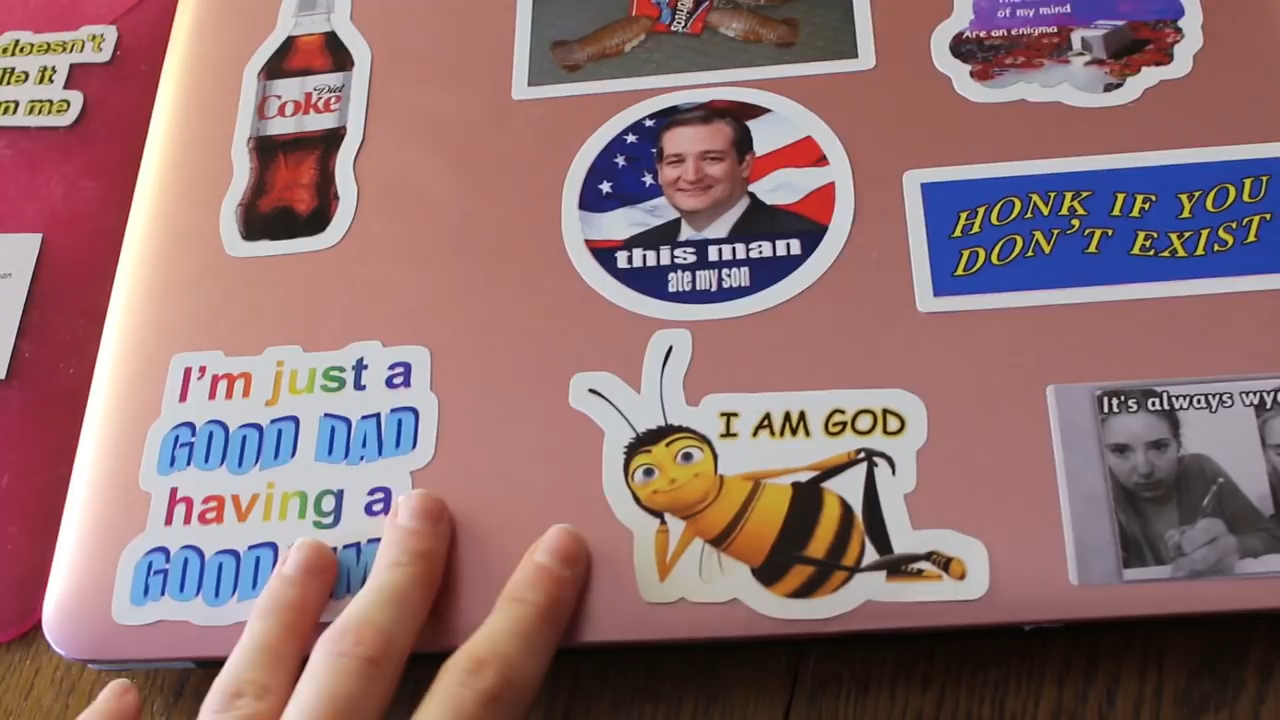 doesn't
it
me
Diet
Coke
of my mind
Are an enigma
this man
ate my son
HONK IF YOU
DON'T EXIST
I'm just a
GOOD DAD
having a
GOOD
I AM GOD
It's always